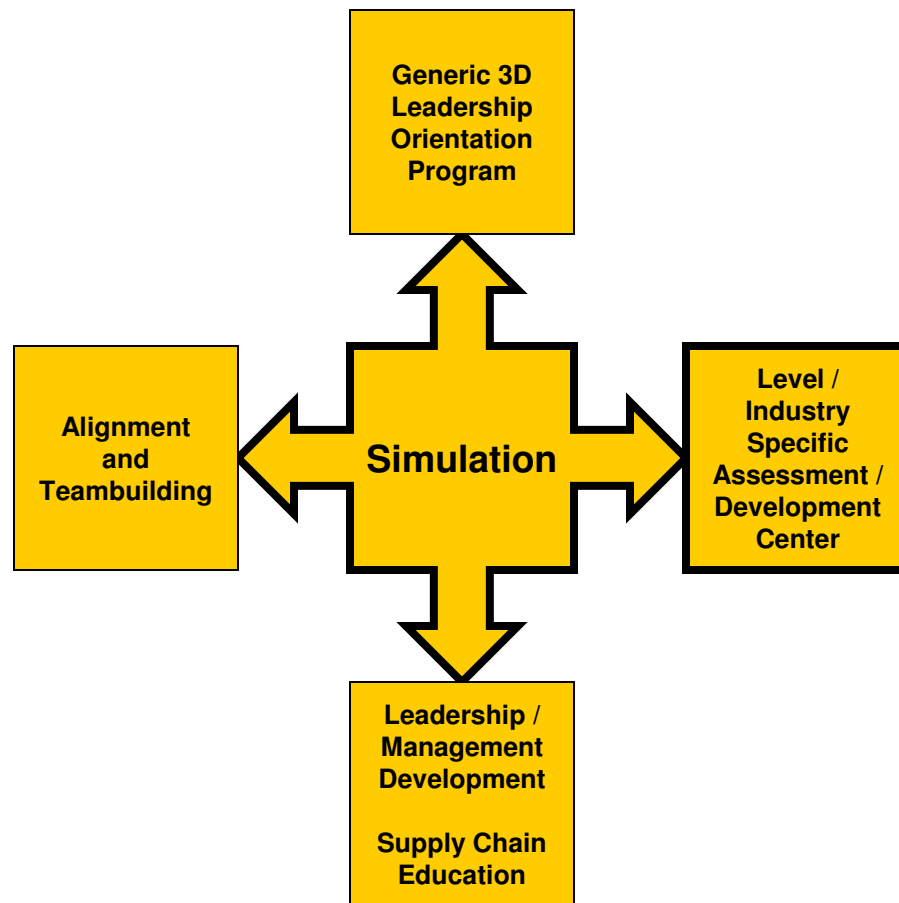 Generic 3D
Leadership
Orientation
Program
Alignment
and
Teambuilding
Simulation
Level /
Industry
Specific
Assessment /
Development
Center
Leadership /
Management
Development
Supply Chain
Education